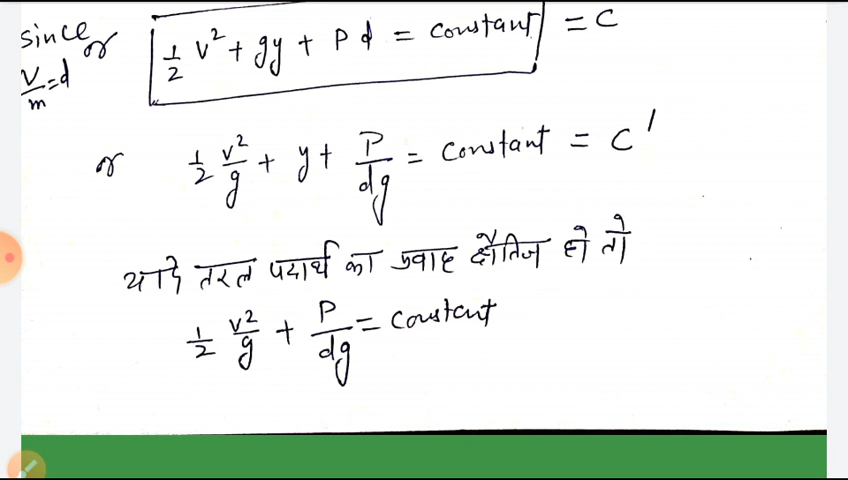 since or ½ v² + gy + P d = constant = C
V/m = d
or ½ v²/g + y + P/dg = constant = C'
यदि तरल पदार्थ का प्रवाह क्षैतिज हो तो
½ v²/g + P/dg = constant